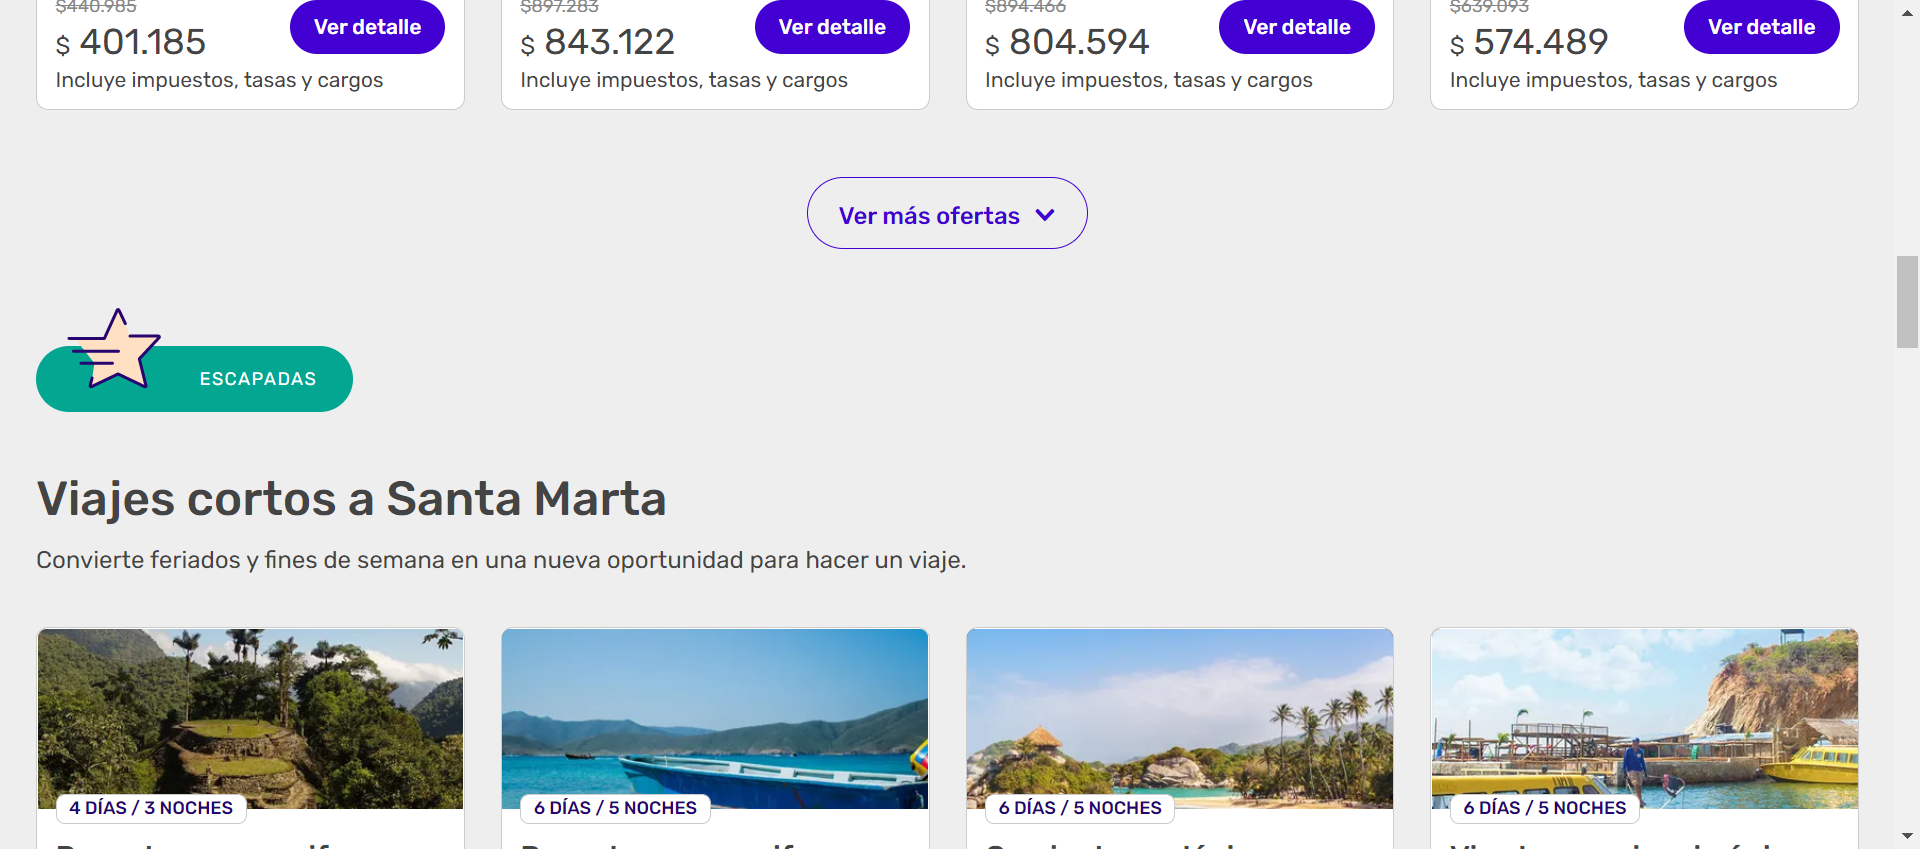 $440.985
$897.283
$894.466
$639.093
$ 401.185
Ver detalle
$ 843.122
Ver detalle
$ 804.594
Ver detalle
$ 574.489
Ver detalle
Incluye impuestos, tasas y cargos
Incluye impuestos, tasas y cargos
Incluye impuestos, tasas y cargos
Incluye impuestos, tasas y cargos
Ver más ofertas
ESCAPADAS
Viajes cortos a Santa Marta
Convierte feriados y fines de semana en una nueva oportunidad para hacer un viaje.
4 DÍAS / 3 NOCHES
6 DÍAS / 5 NOCHES
6 DÍAS / 5 NOCHES
6 DÍAS / 5 NOCHES